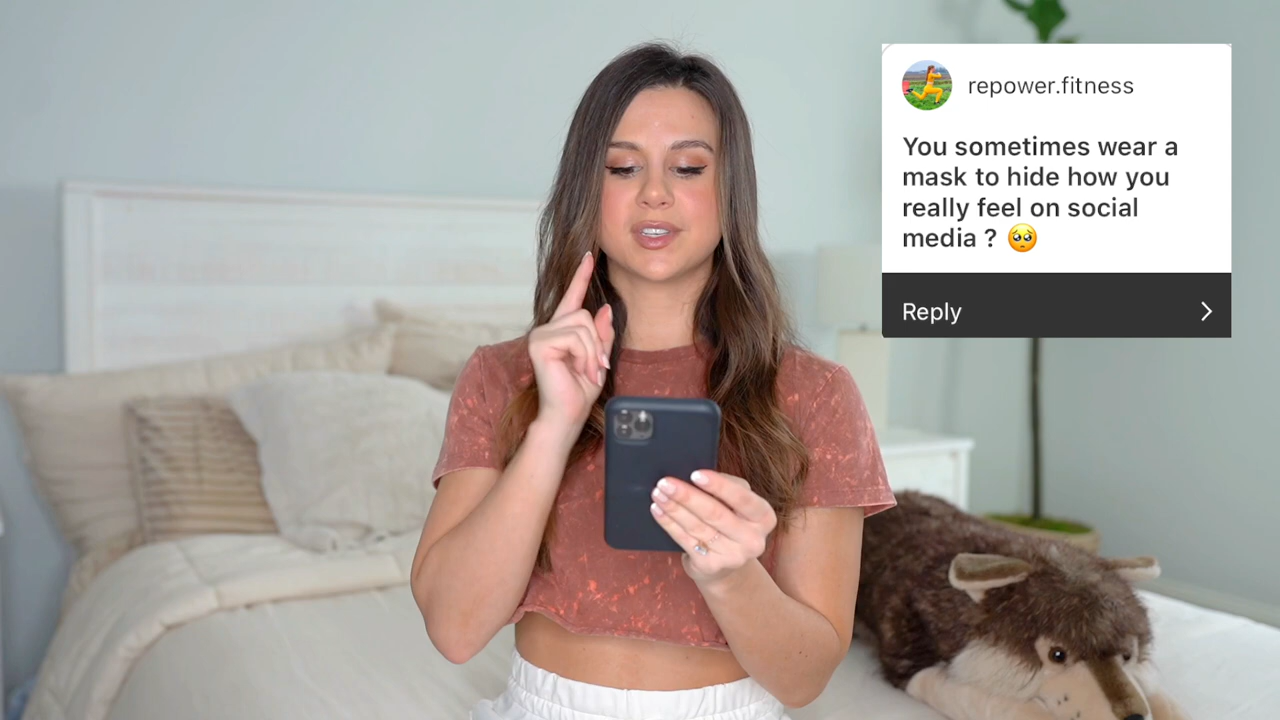 repower.fitness
You sometimes wear a
mask to hide how you
really feel on social
media ? 🥺
Reply